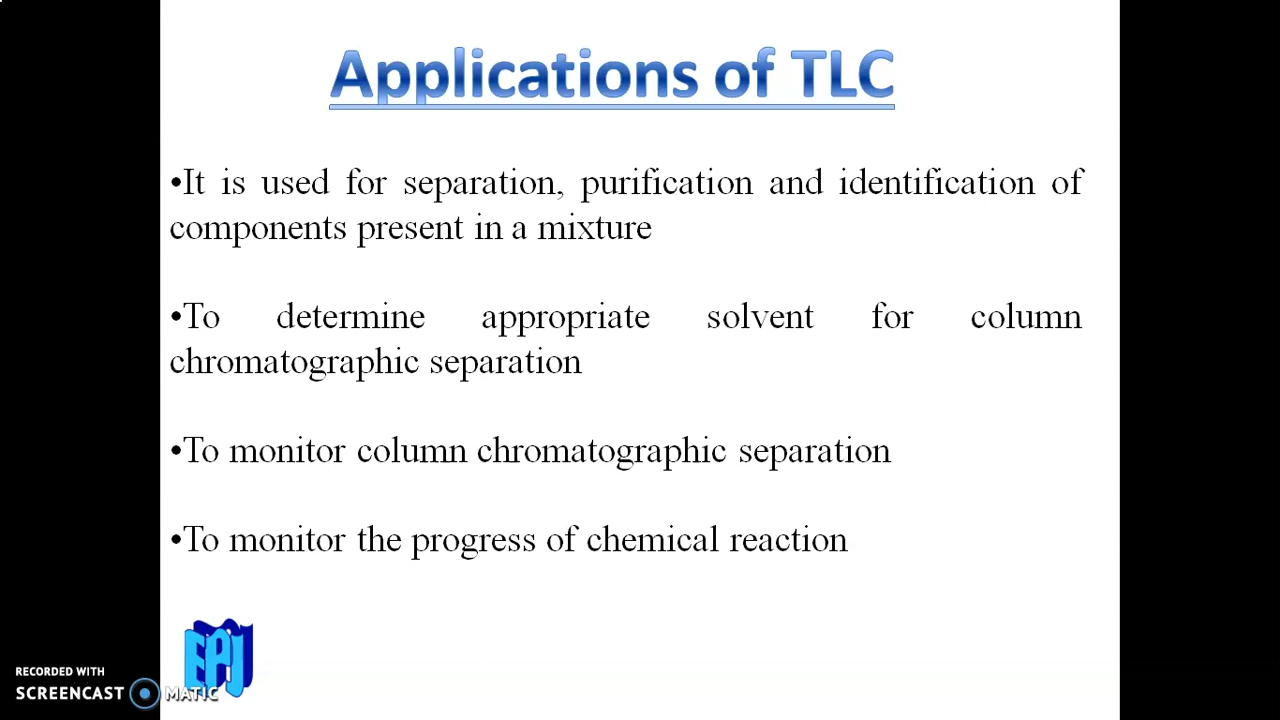 Applications of TLC
•It is used for separation, purification and identification of
components present in a mixture
•To determine appropriate solvent for column
chromatographic separation
•To monitor column chromatographic separation
•To monitor the progress of chemical reaction
EPJ
RECORDED WITH
SCREENCAST MATIC